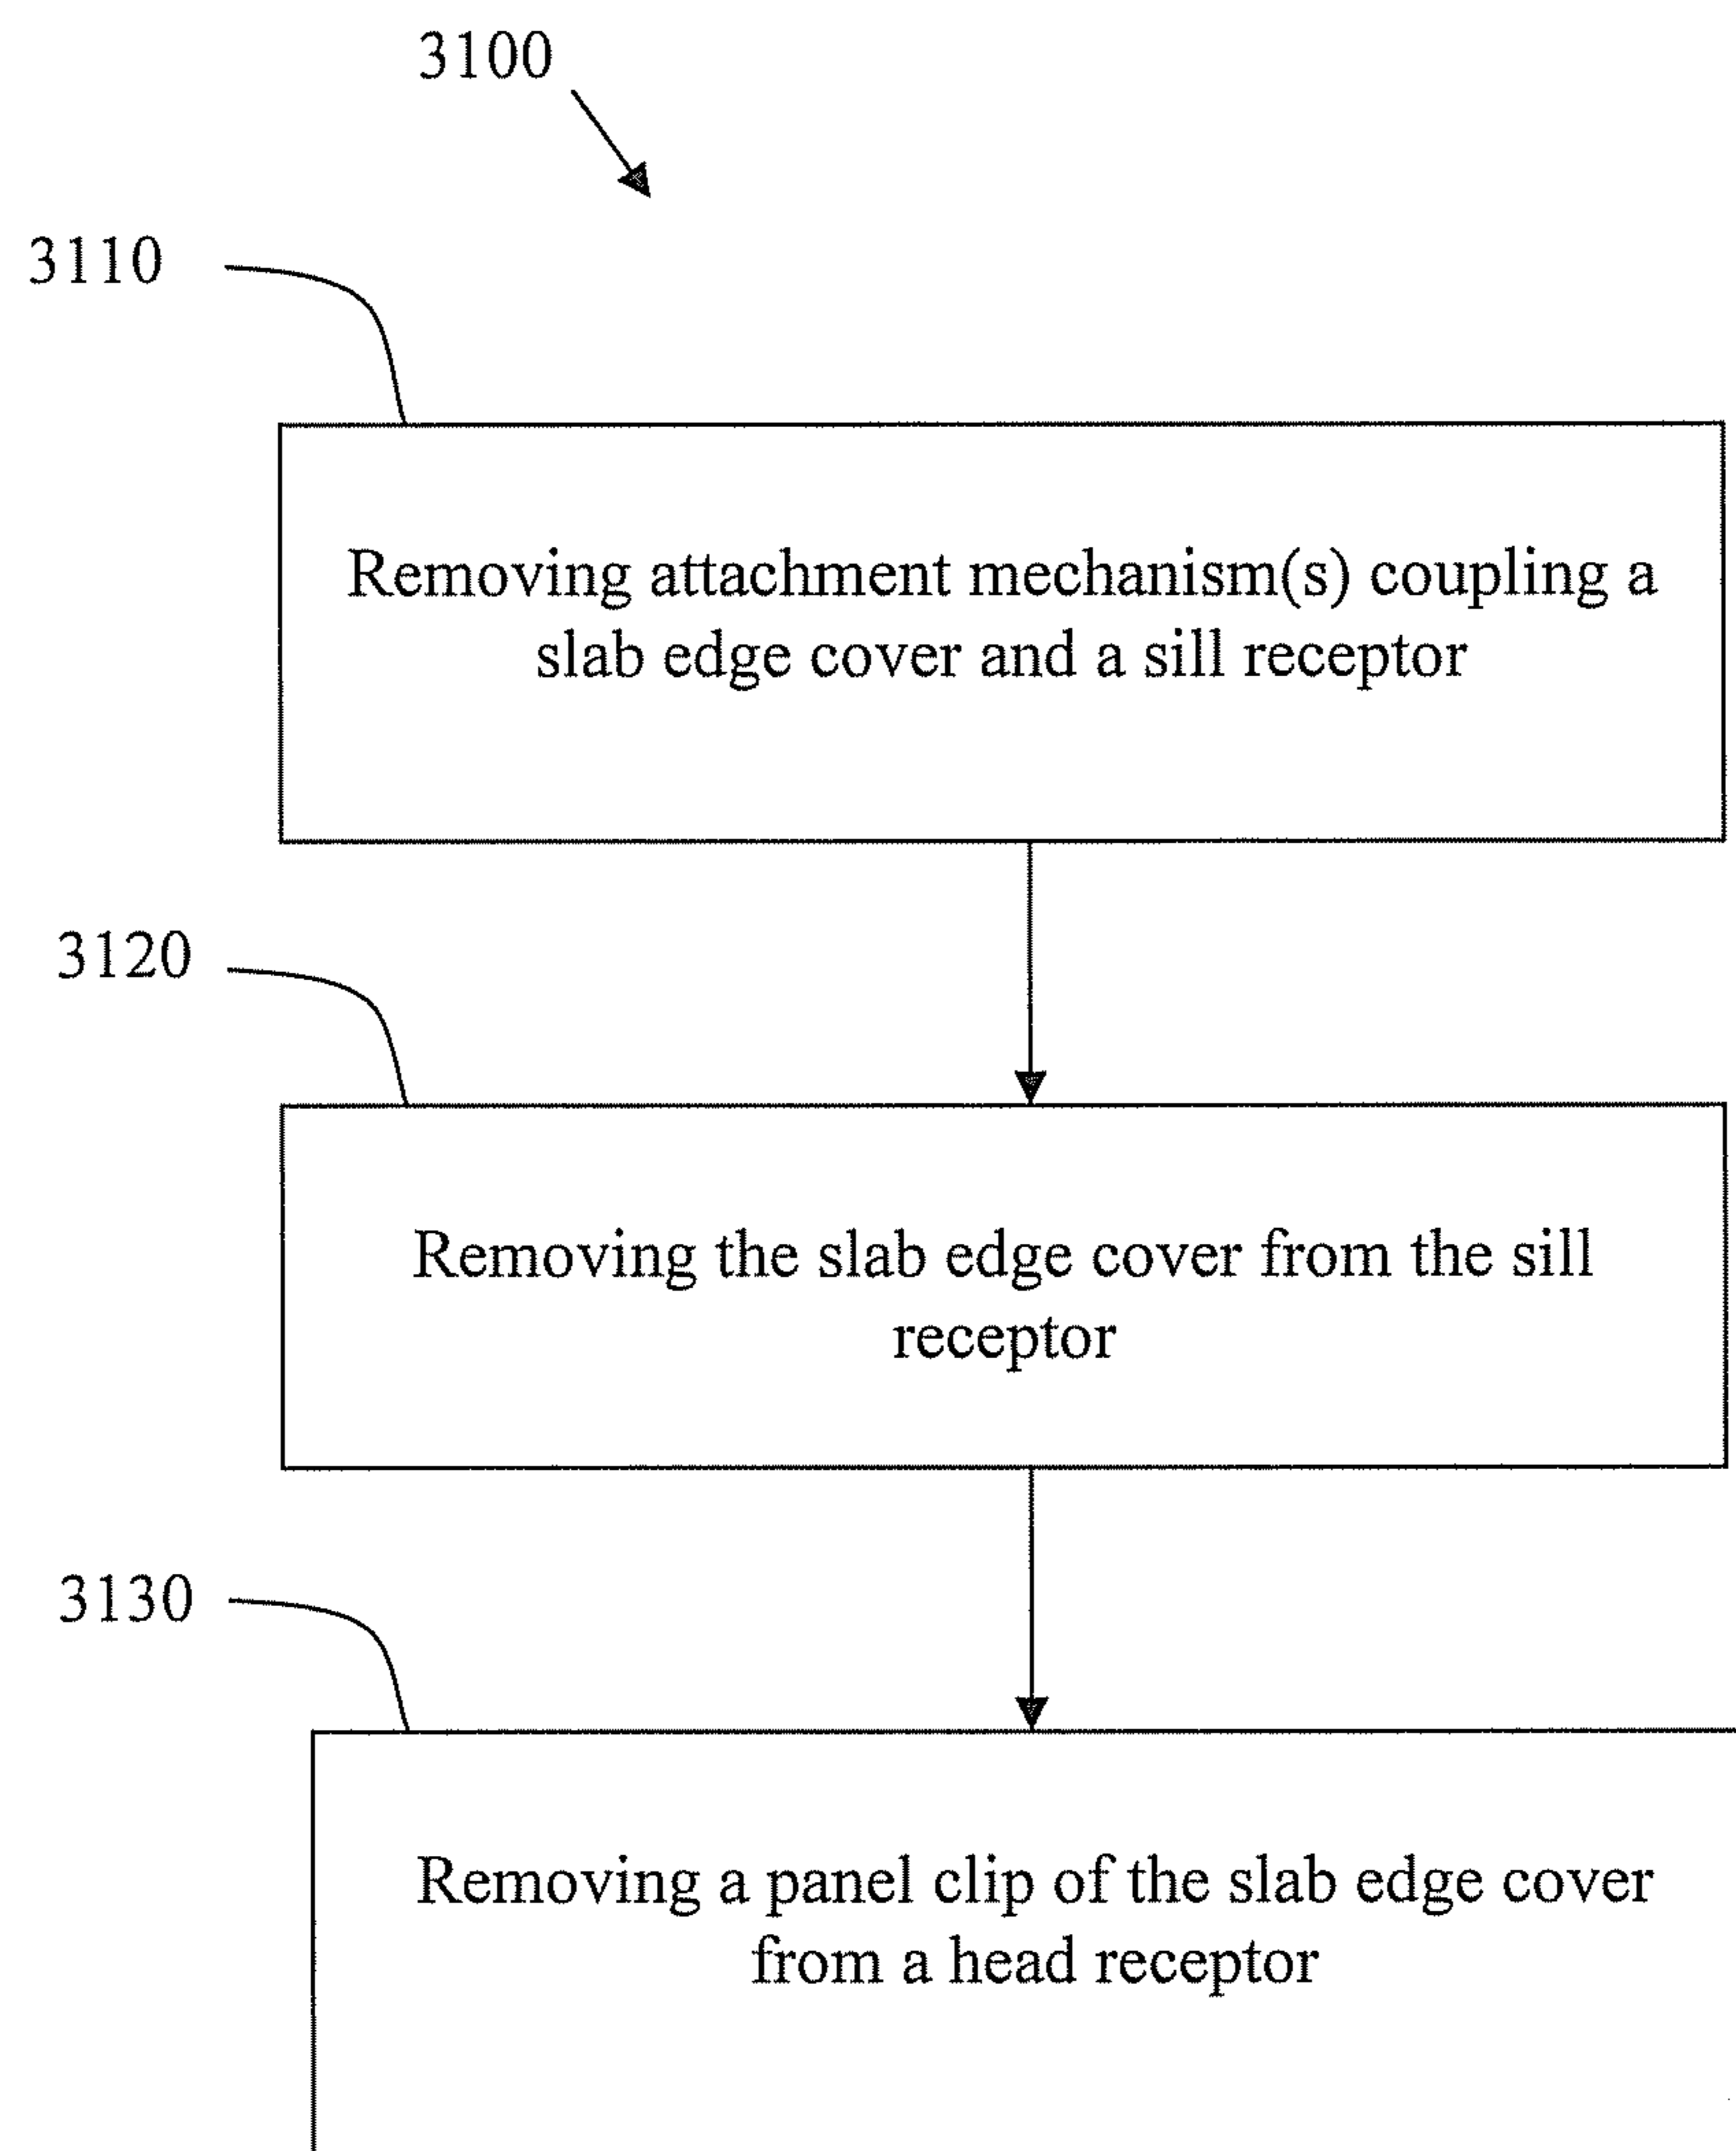 3100
3110
Removing attachment mechanism(s) coupling a
slab edge cover and a sill receptor
3120
Removing the slab edge cover from the sill
receptor
3130
Removing a panel clip of the slab edge cover
from a head receptor